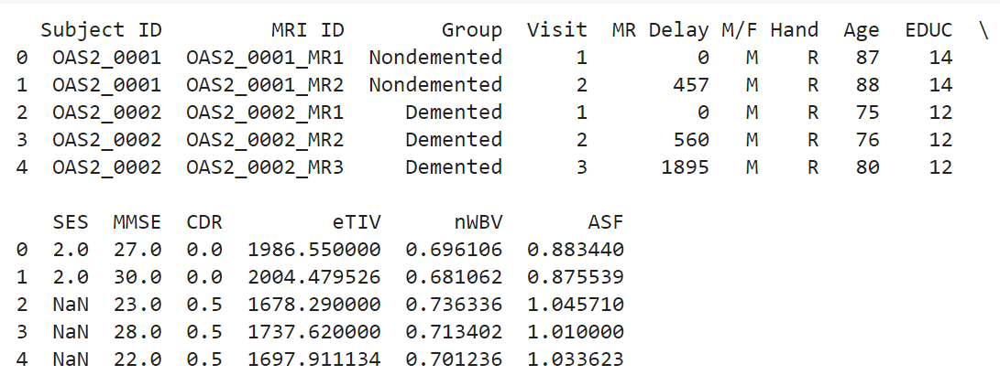 Subject ID MRI ID Group Visit MR Delay M/F Hand Age EDUC \
0 OAS2_0001 OAS2_0001_MR1 Nondemented 1 0 M R 87 14
1 OAS2_0001 OAS2_0001_MR2 Nondemented 2 457 M R 88 14
2 OAS2_0002 OAS2_0002_MR1 Demented 1 0 M R 75 12
3 OAS2_0002 OAS2_0002_MR2 Demented 2 560 M R 76 12
4 OAS2_0002 OAS2_0002_MR3 Demented 3 1895 M R 80 12
SES MMSE CDR eTIV nWBV ASF
0 2.0 27.0 0.0 1986.550000 0.696106 0.883440
1 2.0 30.0 0.0 2004.479526 0.681062 0.875539
2 NaN 23.0 0.5 1678.290000 0.736336 1.045710
3 NaN 28.0 0.5 1737.620000 0.713402 1.010000
4 NaN 22.0 0.5 1697.911134 0.701236 1.033623